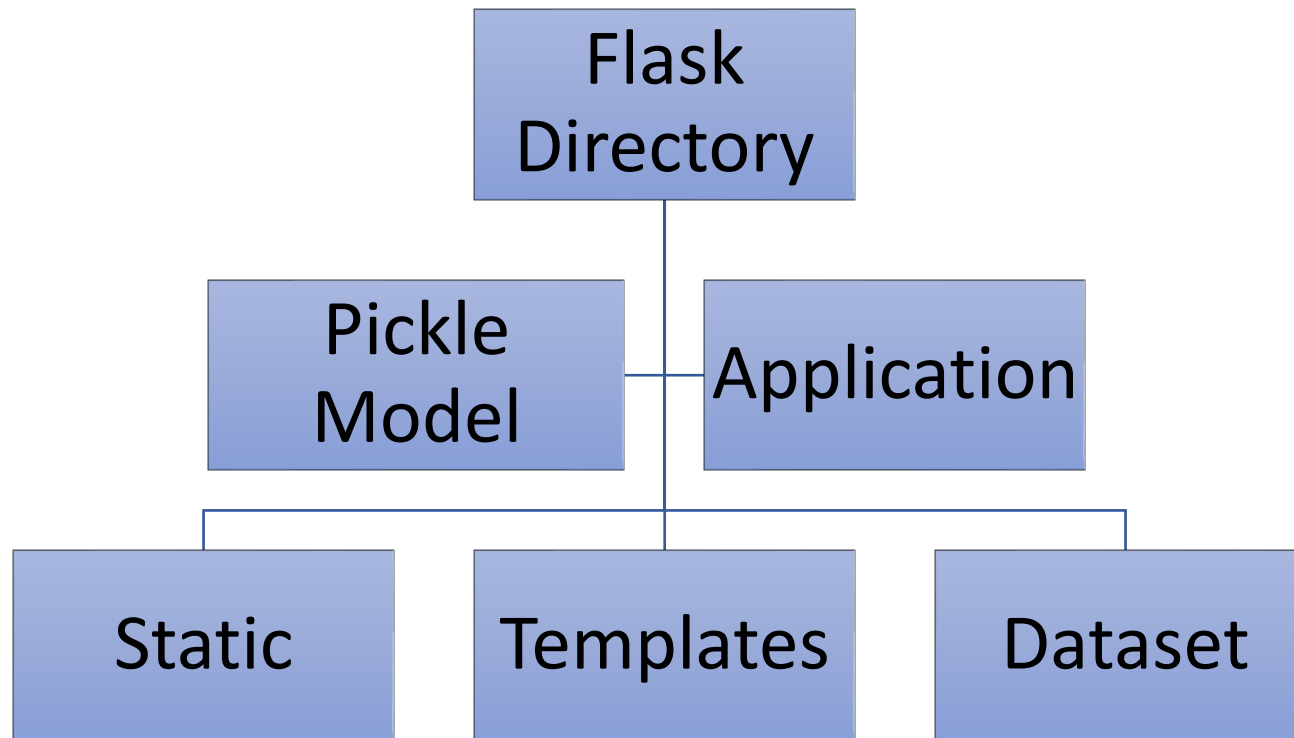 Flask
Directory
Pickle
Model
Application
Static
Templates
Dataset